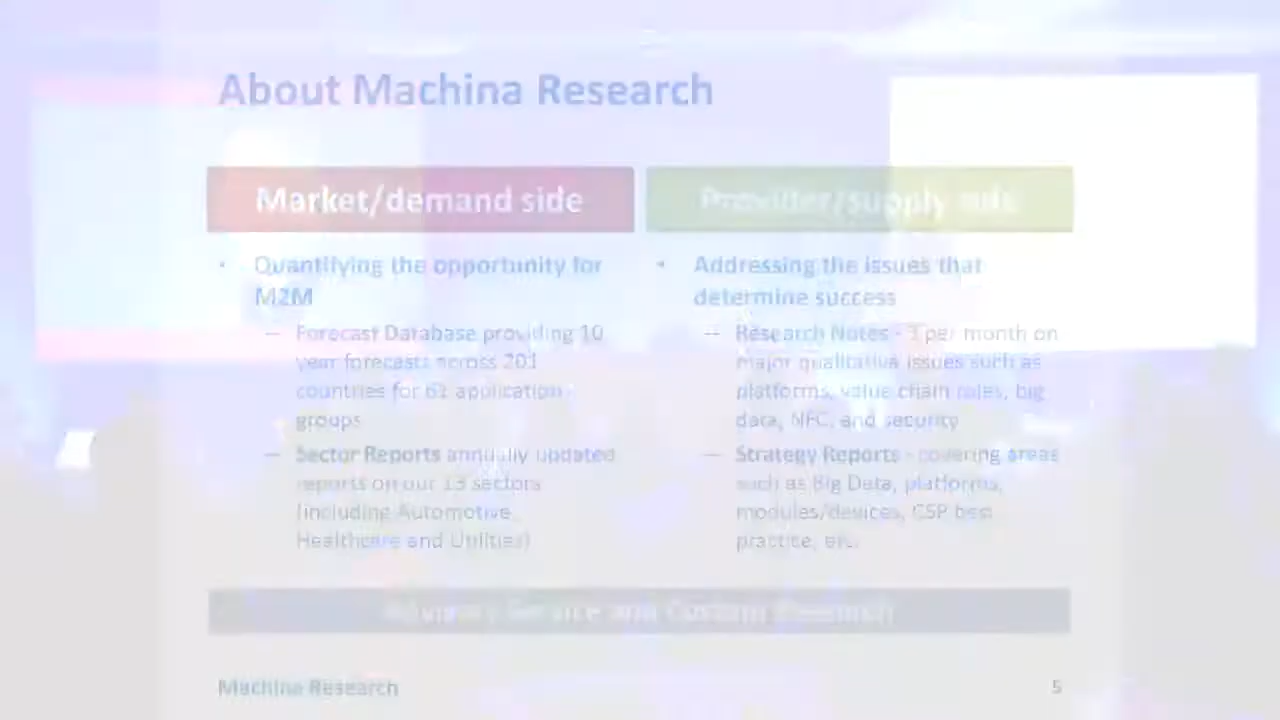 About Machina Research
Market/demand side
• Quantifying the opportunity for
M2M
– Forecast Database providing 10
year forecasts across 201
countries for 61 application
groups
– Sector Reports annually updated
reports on our 13 sectors
(including Automotive
Healthcare and Utilities)
Provider/supply side
• Addressing the issues that
determine success
– Research Notes - 3 per month on
major qualitative issues such as
platforms, value chain roles, big
data, NFC, and security
– Strategy Reports - covering areas
such as Big Data, platforms,
modules/devices, CSP best
practice, etc.
Advisory Service and Custom Research
Machina Research
5